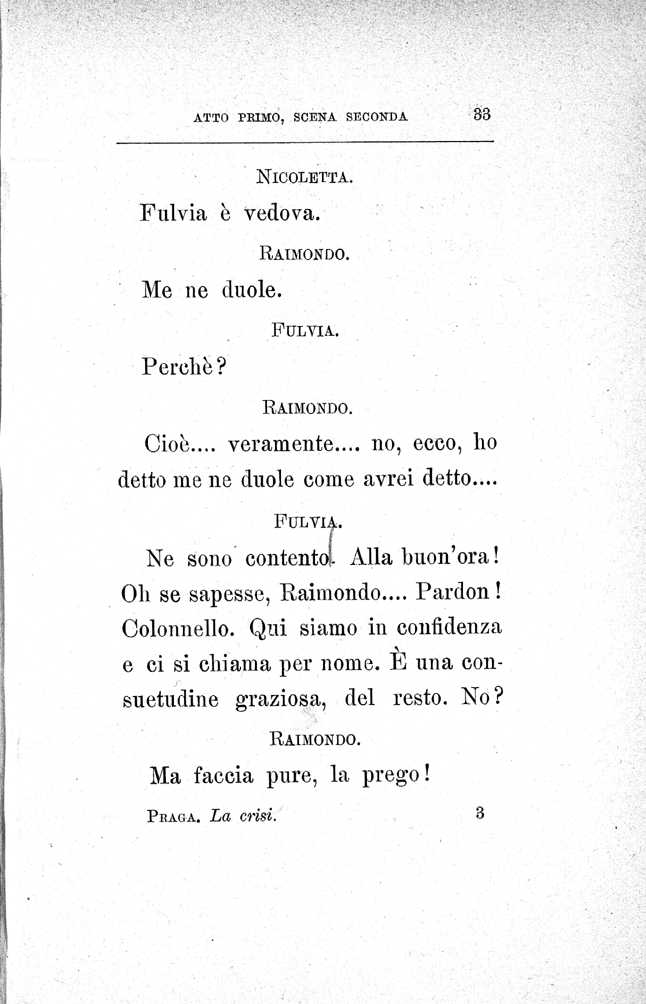 ATTO PRIMO, SCENA SECONDA 33
NICOLETTA.
Fulvia è vedova.
RAIMONDO.
Me ne duole.
FULVIA.
Perchè?
RAIMONDO.
Cioè.... veramente.... no, ecco, ho
detto me ne duole come avrei detto....
FULVIA.
Ne sono contento. Alla buon'ora!
Oh se sapesse, Raimondo.... Pardon!
Colonnello. Qui siamo in confidenza
e ci si chiama per nome. È una con-
suetudine graziosa, del resto. No?
RAIMONDO.
Ma faccia pure, la prego!
PRAGA. La crisi. 3